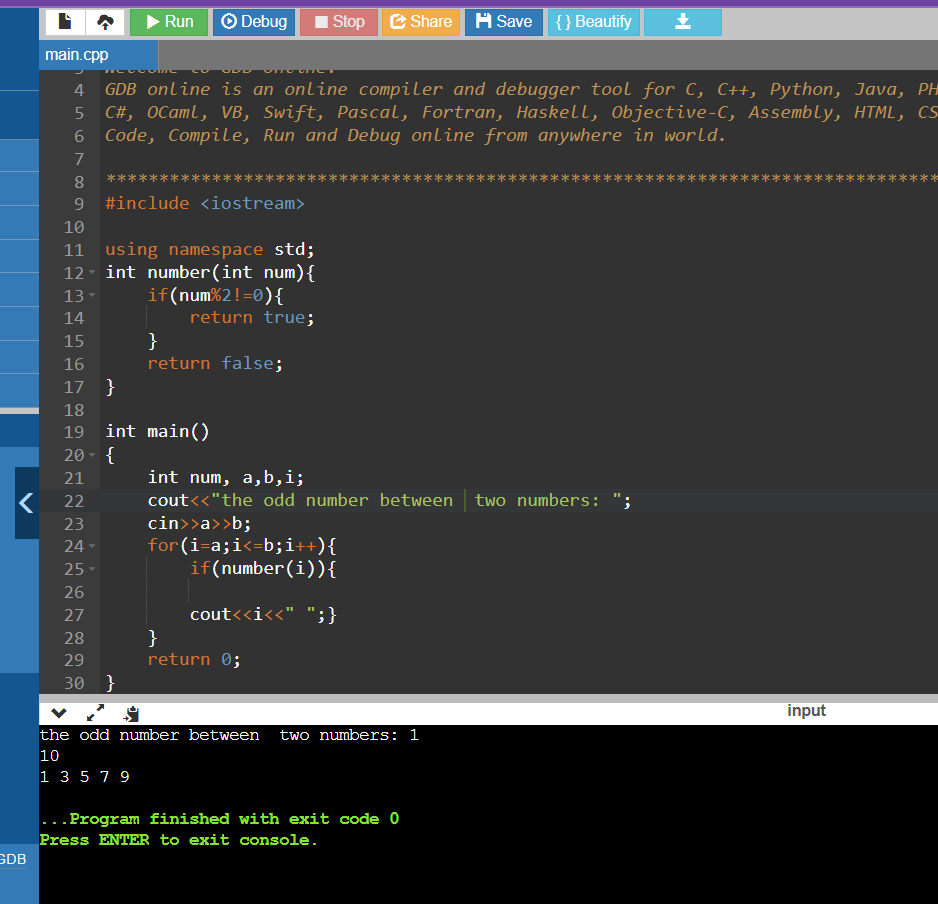 Run Debug Stop Share Save { } Beautify
main.cpp
3 Welcome to GDB Online.
4 GDB online is an online compiler and debugger tool for C, C++, Python, Java, PH
5 C#, OCaml, VB, Swift, Pascal, Fortran, Haskell, Objective-C, Assembly, HTML, CS
6 Code, Compile, Run and Debug online from anywhere in world.
7
8 *******************************************************************************
9 #include <iostream>
10
11 using namespace std;
12 int number(int num){
13     if(num%2!=0){
14         return true;
15     }
16     return false;
17 }
18
19 int main()
20 {
21     int num, a,b,i;
22     cout<<"the odd number between  two numbers: ";
23     cin>>a>>b;
24     for(i=a;i<=b;i++){
25         if(number(i)){
26
27         cout<<i<<" ";}
28     }
29     return 0;
30 }
input
the odd number between  two numbers: 1
10
1 3 5 7 9
...Program finished with exit code 0
Press ENTER to exit console.
GDB